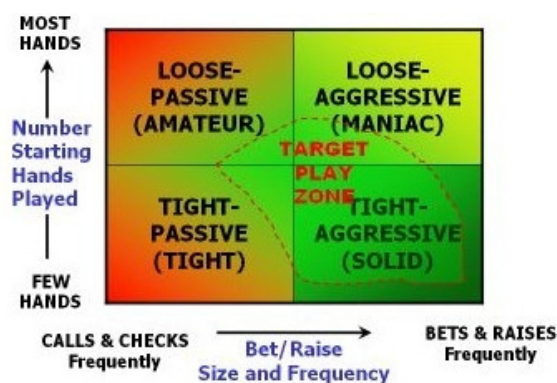 MOST
HANDS
Number
Starting
Hands
Played
FEW
HANDS
LOOSE-
PASSIVE
(AMATEUR)
LOOSE-
AGGRESSIVE
(MANIAC)
TARGET
PLAY
ZONE
TIGHT-
PASSIVE
(TIGHT)
TIGHT-
AGGRESSIVE
(SOLID)
CALLS & CHECKS
Frequently
Bet/Raise
Size and Frequency
BETS & RAISES
Frequently